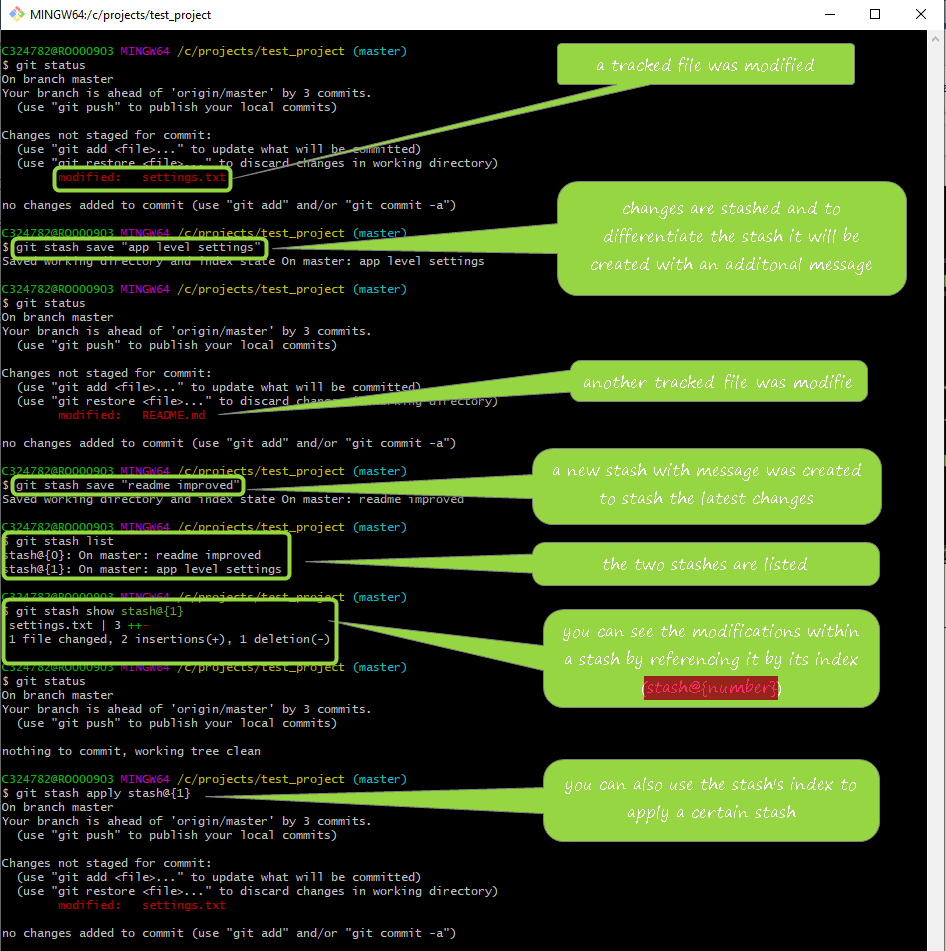 MINGW64:/c/projects/test_project
C324782@RO000903 MINGW64 /c/projects/test_project (master)
$ git status
On branch master
Your branch is ahead of 'origin/master' by 3 commits.
(use "git push" to publish your local commits)
a tracked file was modified
Changes not staged for commit:
(use "git add <file>..." to update what will be committed)
(use "git restore <file>..." to discard changes in working directory)
modified: settings.txt
no changes added to commit (use "git add" and/or "git commit -a")
C324782@RO000903 MINGW64 /c/projects/test_project (master)
$ git stash save "app level settings"
Saved working directory and index state On master: app level settings
changes are stashed and to
differentiate the stash it will be
created with an additonal message
C324782@RO000903 MINGW64 /c/projects/test_project (master)
$ git status
On branch master
Your branch is ahead of 'origin/master' by 3 commits.
(use "git push" to publish your local commits)
Changes not staged for commit:
(use "git add <file>..." to update what will be committed)
(use "git restore <file>..." to discard changes in working directory)
modified: README.md
another tracked file was modifie
no changes added to commit (use "git add" and/or "git commit -a")
C324782@RO000903 MINGW64 /c/projects/test_project (master)
$ git stash save "readme improved"
Saved working directory and index state On master: readme improved
a new stash with message was created
to stash the latest changes
C324782@RO000903 MINGW64 /c/projects/test_project (master)
$ git stash list
stash@{0}: On master: readme improved
stash@{1}: On master: app level settings
the two stashes are listed
C324782@RO000903 MINGW64 /c/projects/test_project (master)
$ git stash show stash@{1}
settings.txt | 3 ++-
1 file changed, 2 insertions(+), 1 deletion(-)
you can see the modifications within
a stash by referencing it by its index
(stash@{number})
C324782@RO000903 MINGW64 /c/projects/test_project (master)
$ git status
On branch master
Your branch is ahead of 'origin/master' by 3 commits.
(use "git push" to publish your local commits)
nothing to commit, working tree clean
C324782@RO000903 MINGW64 /c/projects/test_project (master)
$ git stash apply stash@{1}
On branch master
Your branch is ahead of 'origin/master' by 3 commits.
(use "git push" to publish your local commits)
you can also use the stash's index to
apply a certain stash
Changes not staged for commit:
(use "git add <file>..." to update what will be committed)
(use "git restore <file>..." to discard changes in working directory)
modified: settings.txt
no changes added to commit (use "git add" and/or "git commit -a")